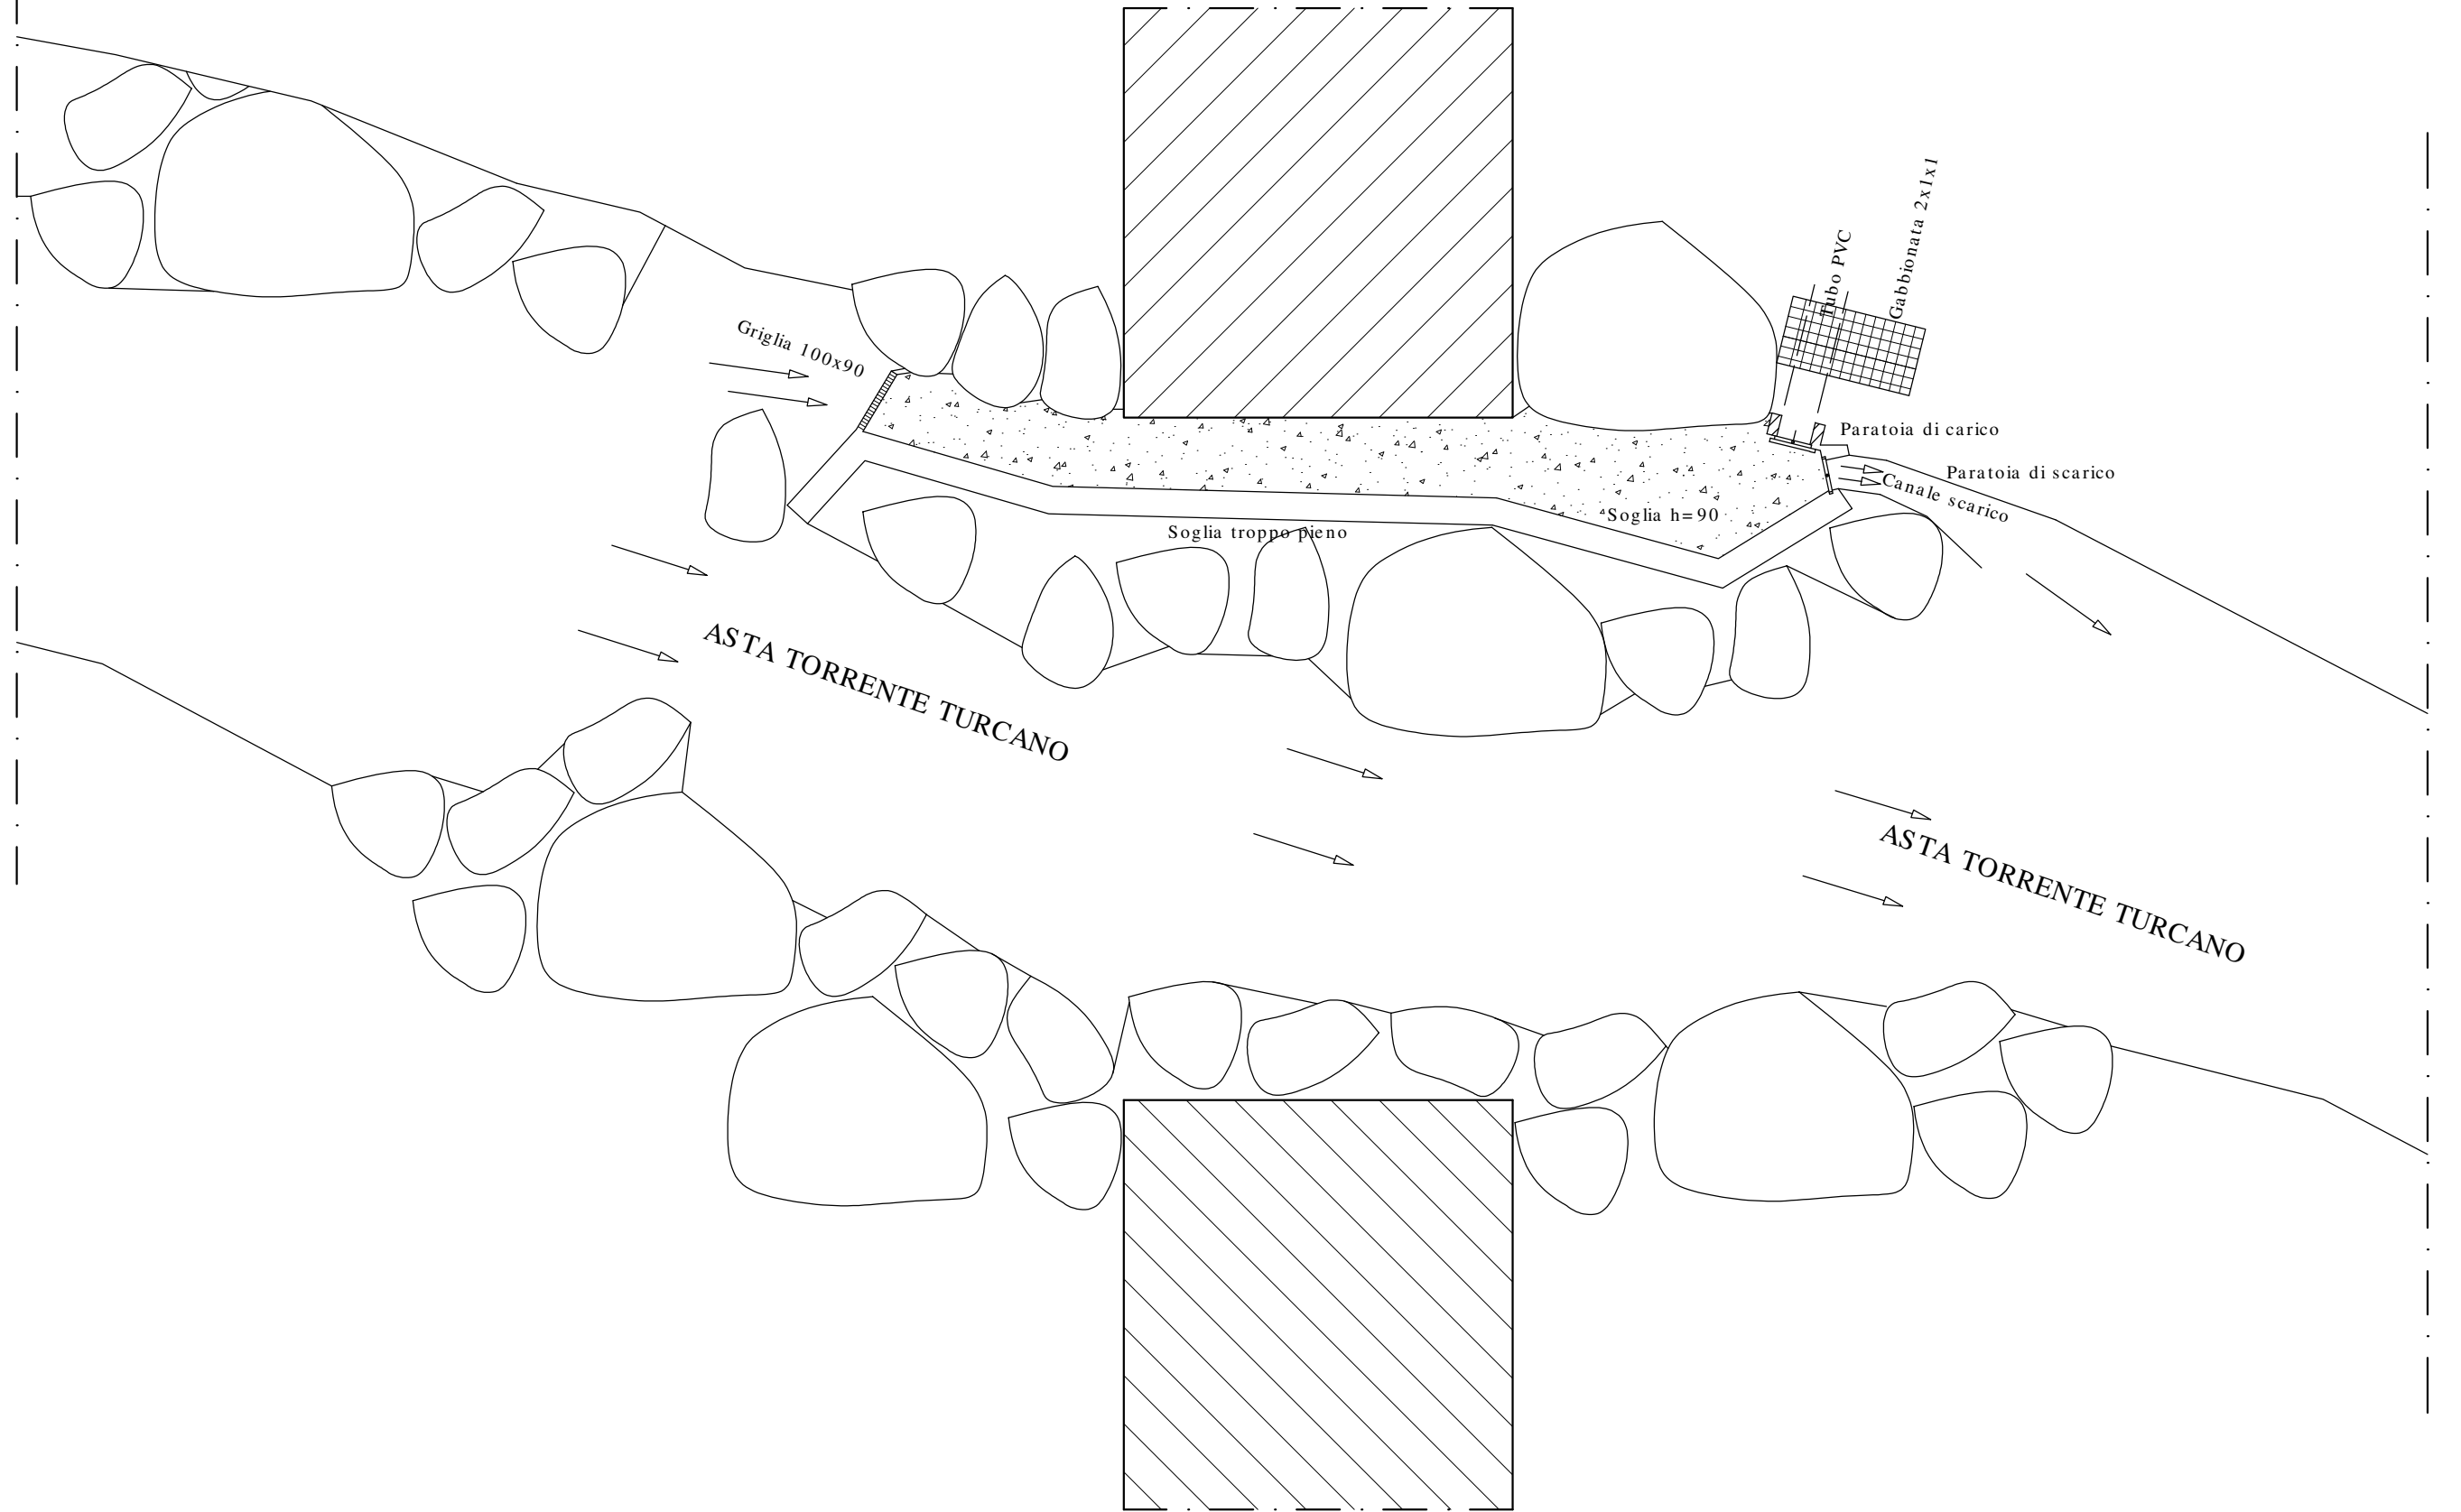 Gabbionata 2x1x1
Tubo PVC
Griglia 100x90
Paratoia di carico
Paratoia di scarico
Canale scarico
Soglia h=90
Soglia troppo pieno
ASTA TORRENTE TURCANO
ASTA TORRENTE TURCANO